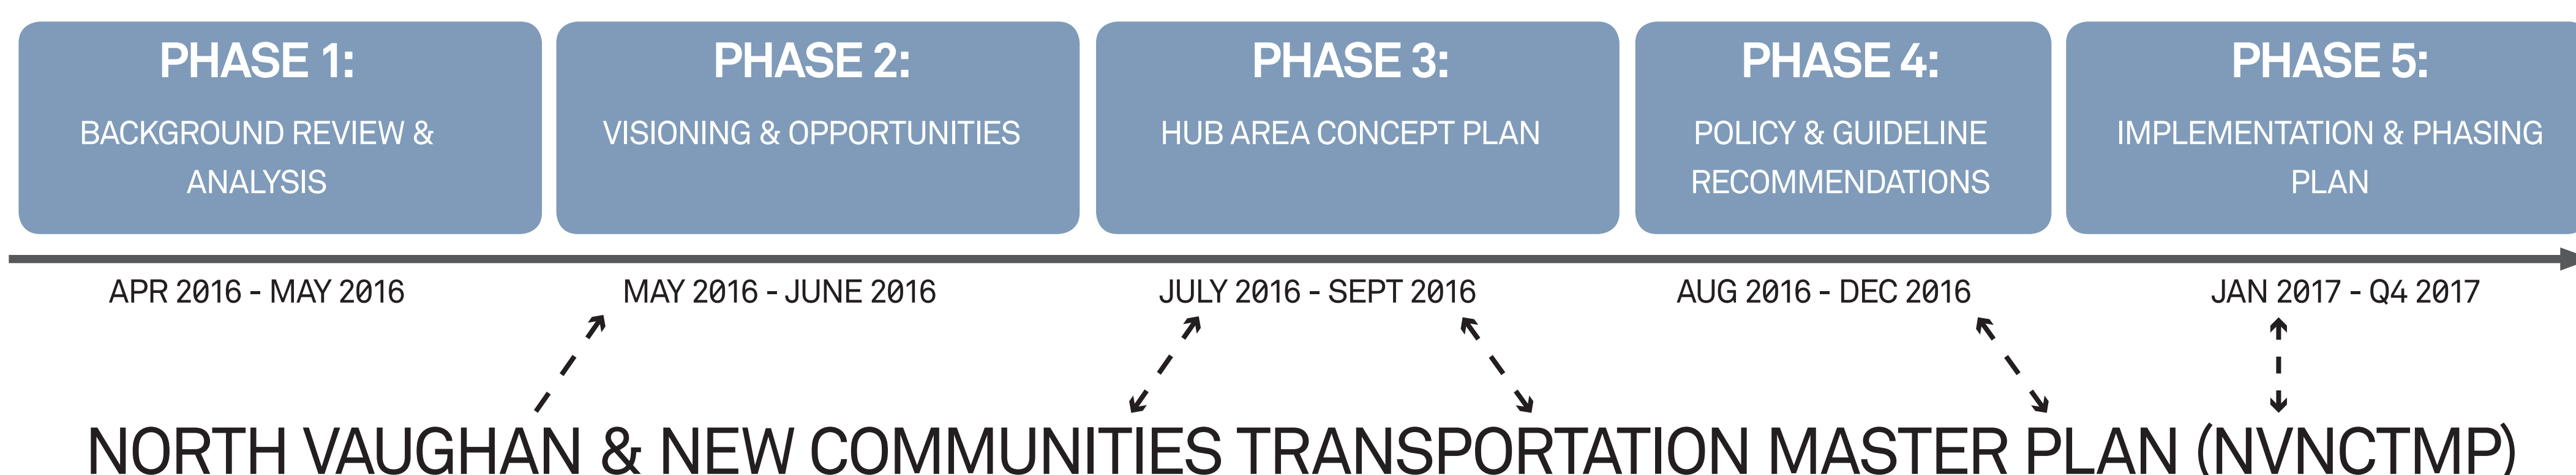 PHASE 1:
BACKGROUND REVIEW &
ANALYSIS
PHASE 2:
VISIONING & OPPORTUNITIES
PHASE 3:
HUB AREA CONCEPT PLAN
PHASE 4:
POLICY & GUIDELINE
RECOMMENDATIONS
PHASE 5:
IMPLEMENTATION & PHASING
PLAN
APR 2016 - MAY 2016
MAY 2016 - JUNE 2016
JULY 2016 - SEPT 2016
AUG 2016 - DEC 2016
JAN 2017 - Q4 2017
NORTH VAUGHAN & NEW COMMUNITIES TRANSPORTATION MASTER PLAN (NVNCTMP)